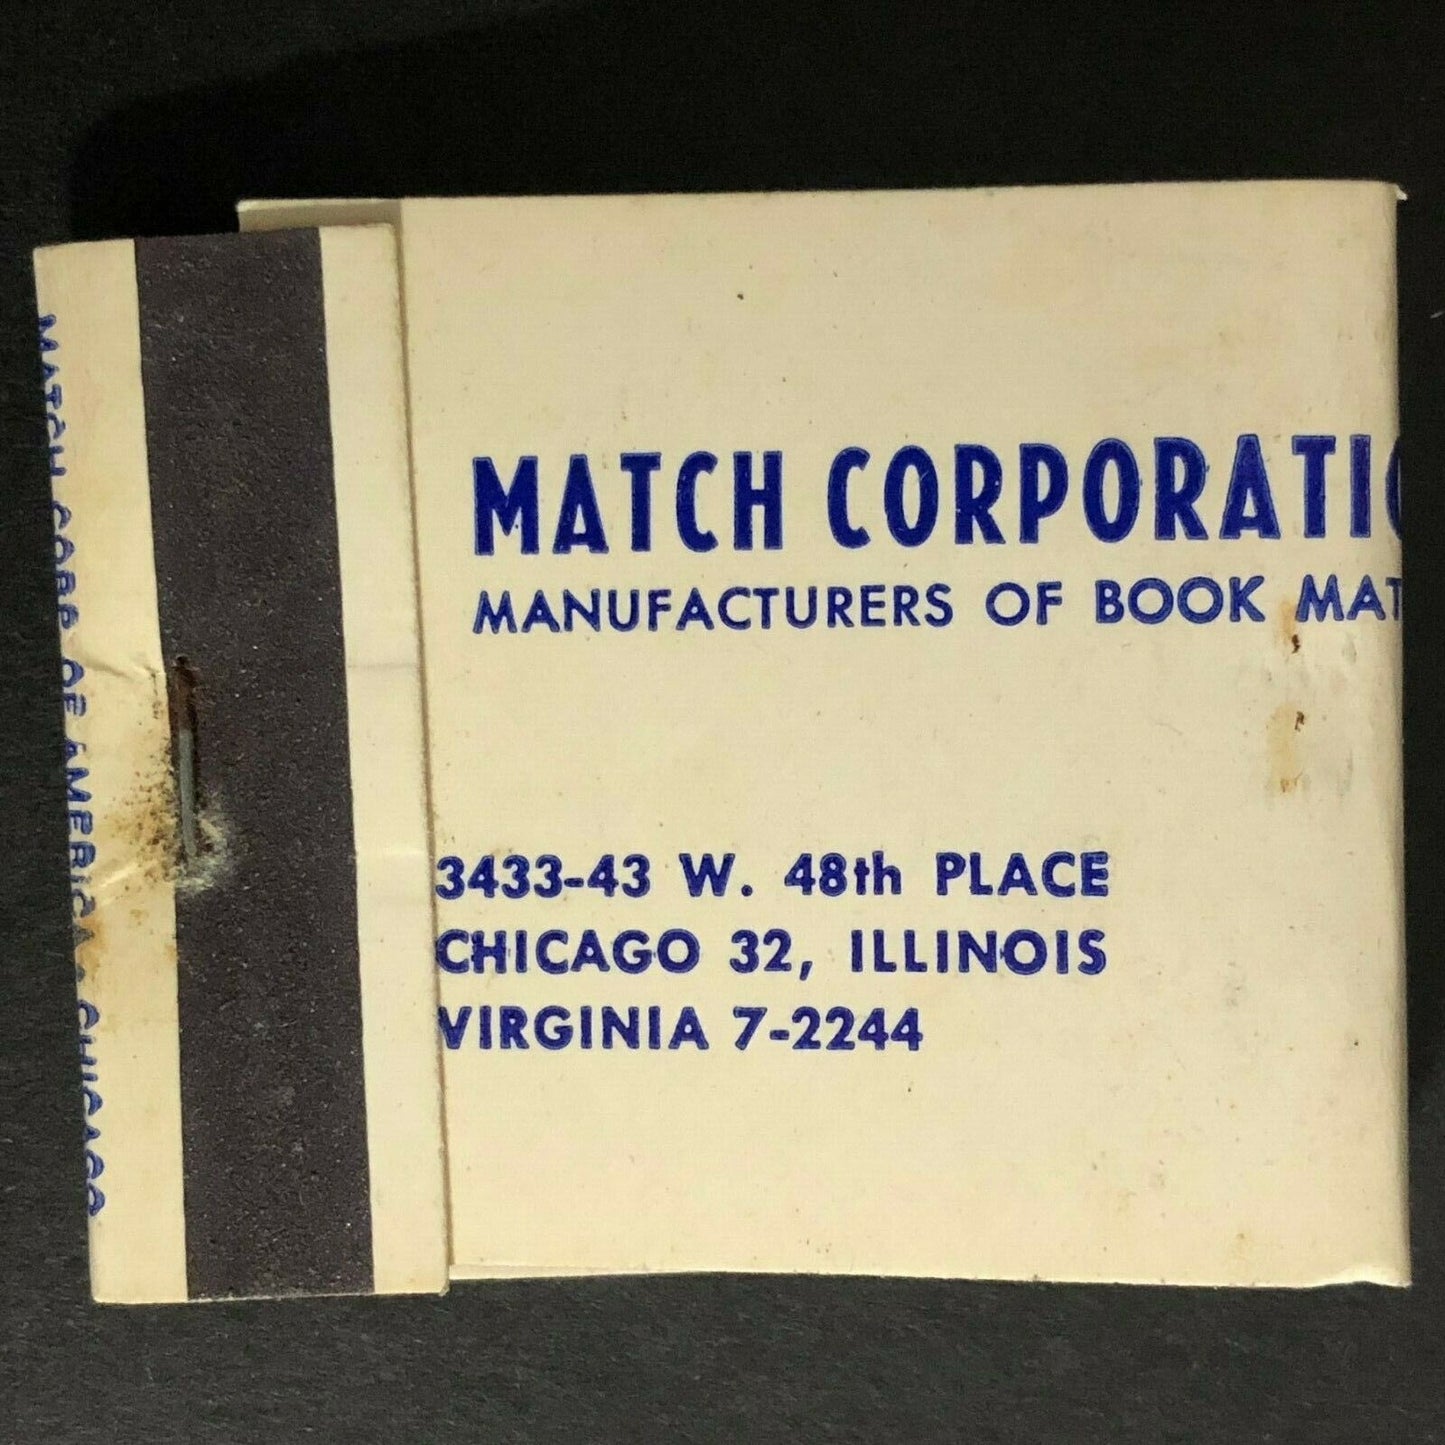 MATCH CORPORATIO
MANUFACTURERS OF BOOK MAT
3433-43 W. 48th PLACE
CHICAGO 32, ILLINOIS
VIRGINIA 7-2244
MATCH CORP. OF AMERICA • CHICAGO